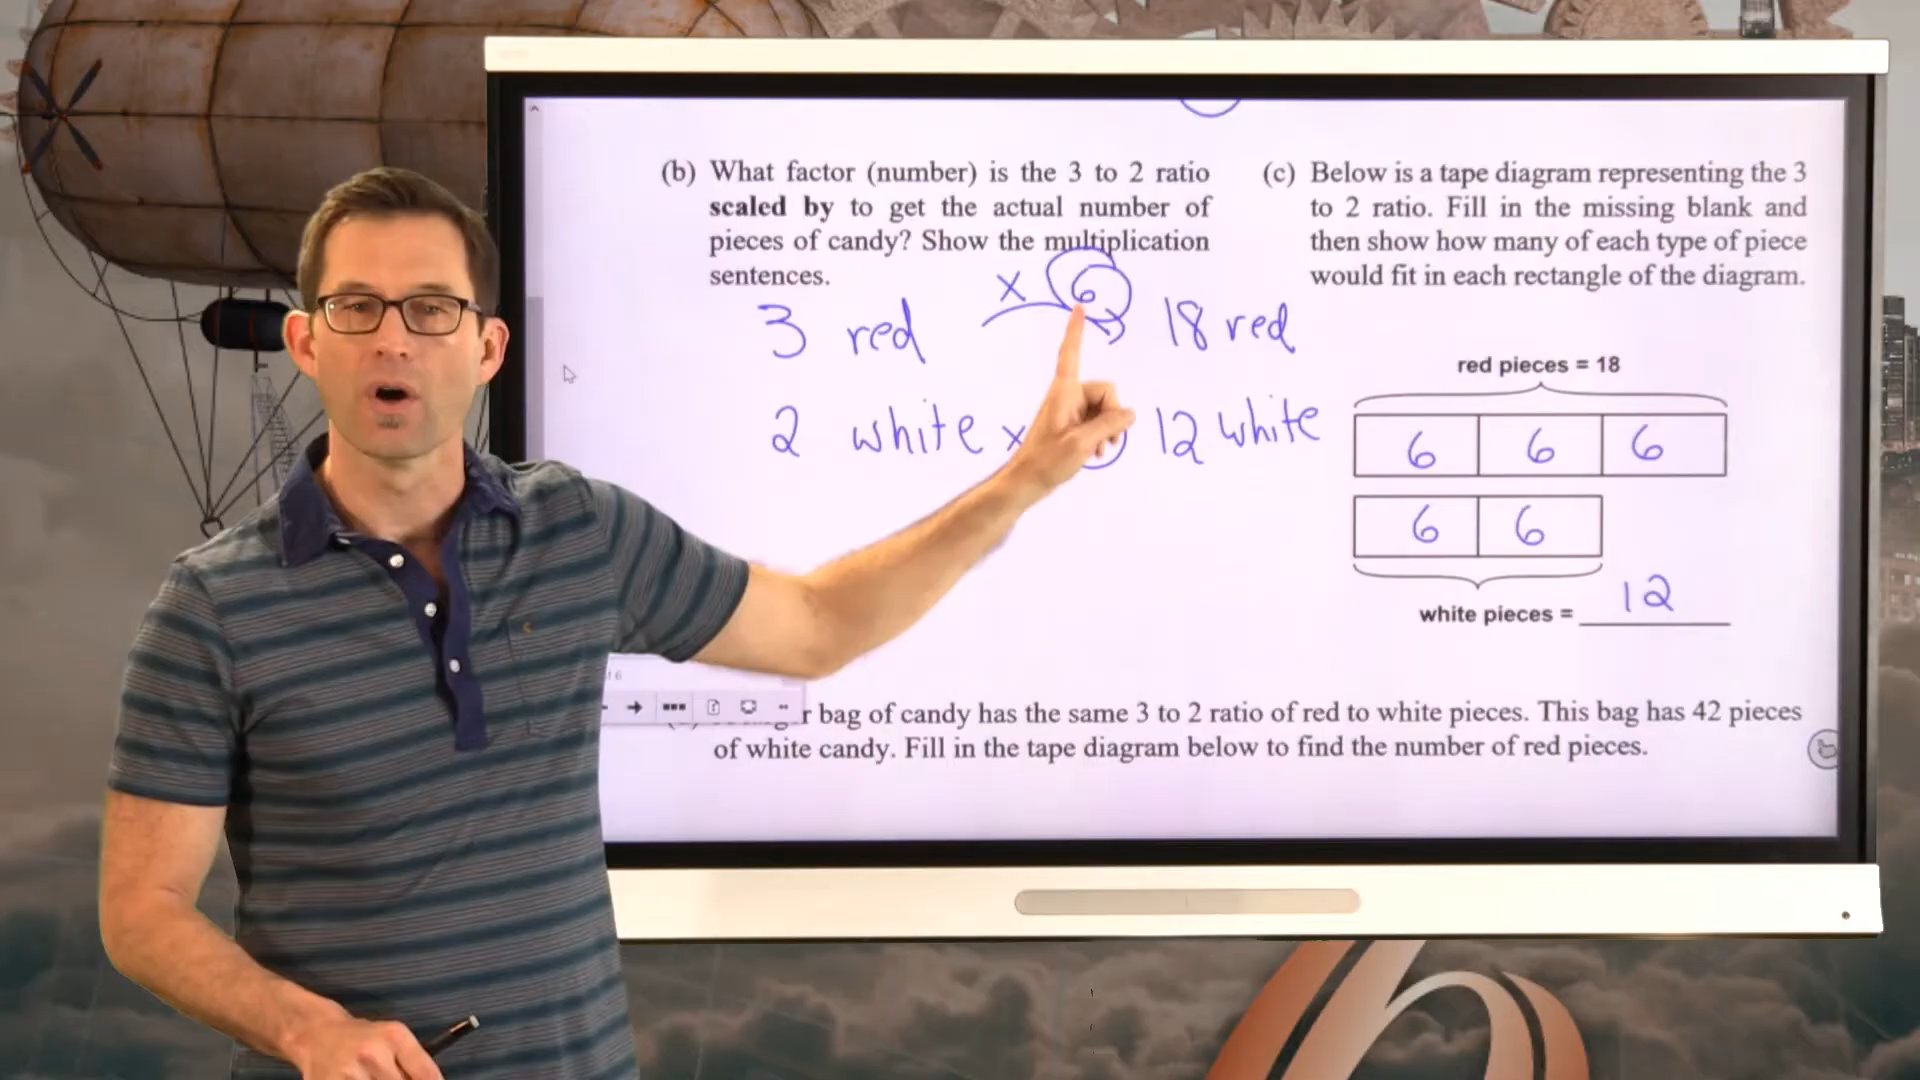 (b) What factor (number) is the 3 to 2 ratio
scaled by to get the actual number of
pieces of candy? Show the multiplication
sentences.
3 red × 6 18 red
2 white × 12 white
(c) Below is a tape diagram representing the 3
to 2 ratio. Fill in the missing blank and
then show how many of each type of piece
would fit in each rectangle of the diagram.
red pieces = 18
6 6 6
6 6
white pieces = 12
bag of candy has the same 3 to 2 ratio of red to white pieces. This bag has 42 pieces
of white candy. Fill in the tape diagram below to find the number of red pieces.